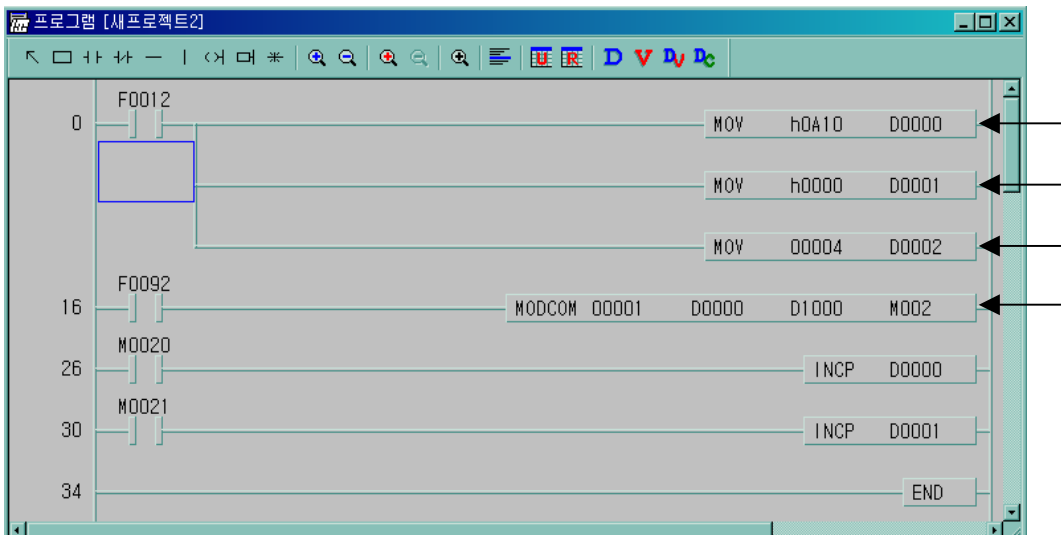 프로그램 [새프로젝트2]
U R D V DV DC
F0012
0 MOV h0A10 D0000
MOV h0000 D0001
MOV 00004 D0002
F0092
16 MODCOM 00001 D0000 D1000 M002
M0020
26 INCP D0000
M0021
30 INCP D0001
34 END